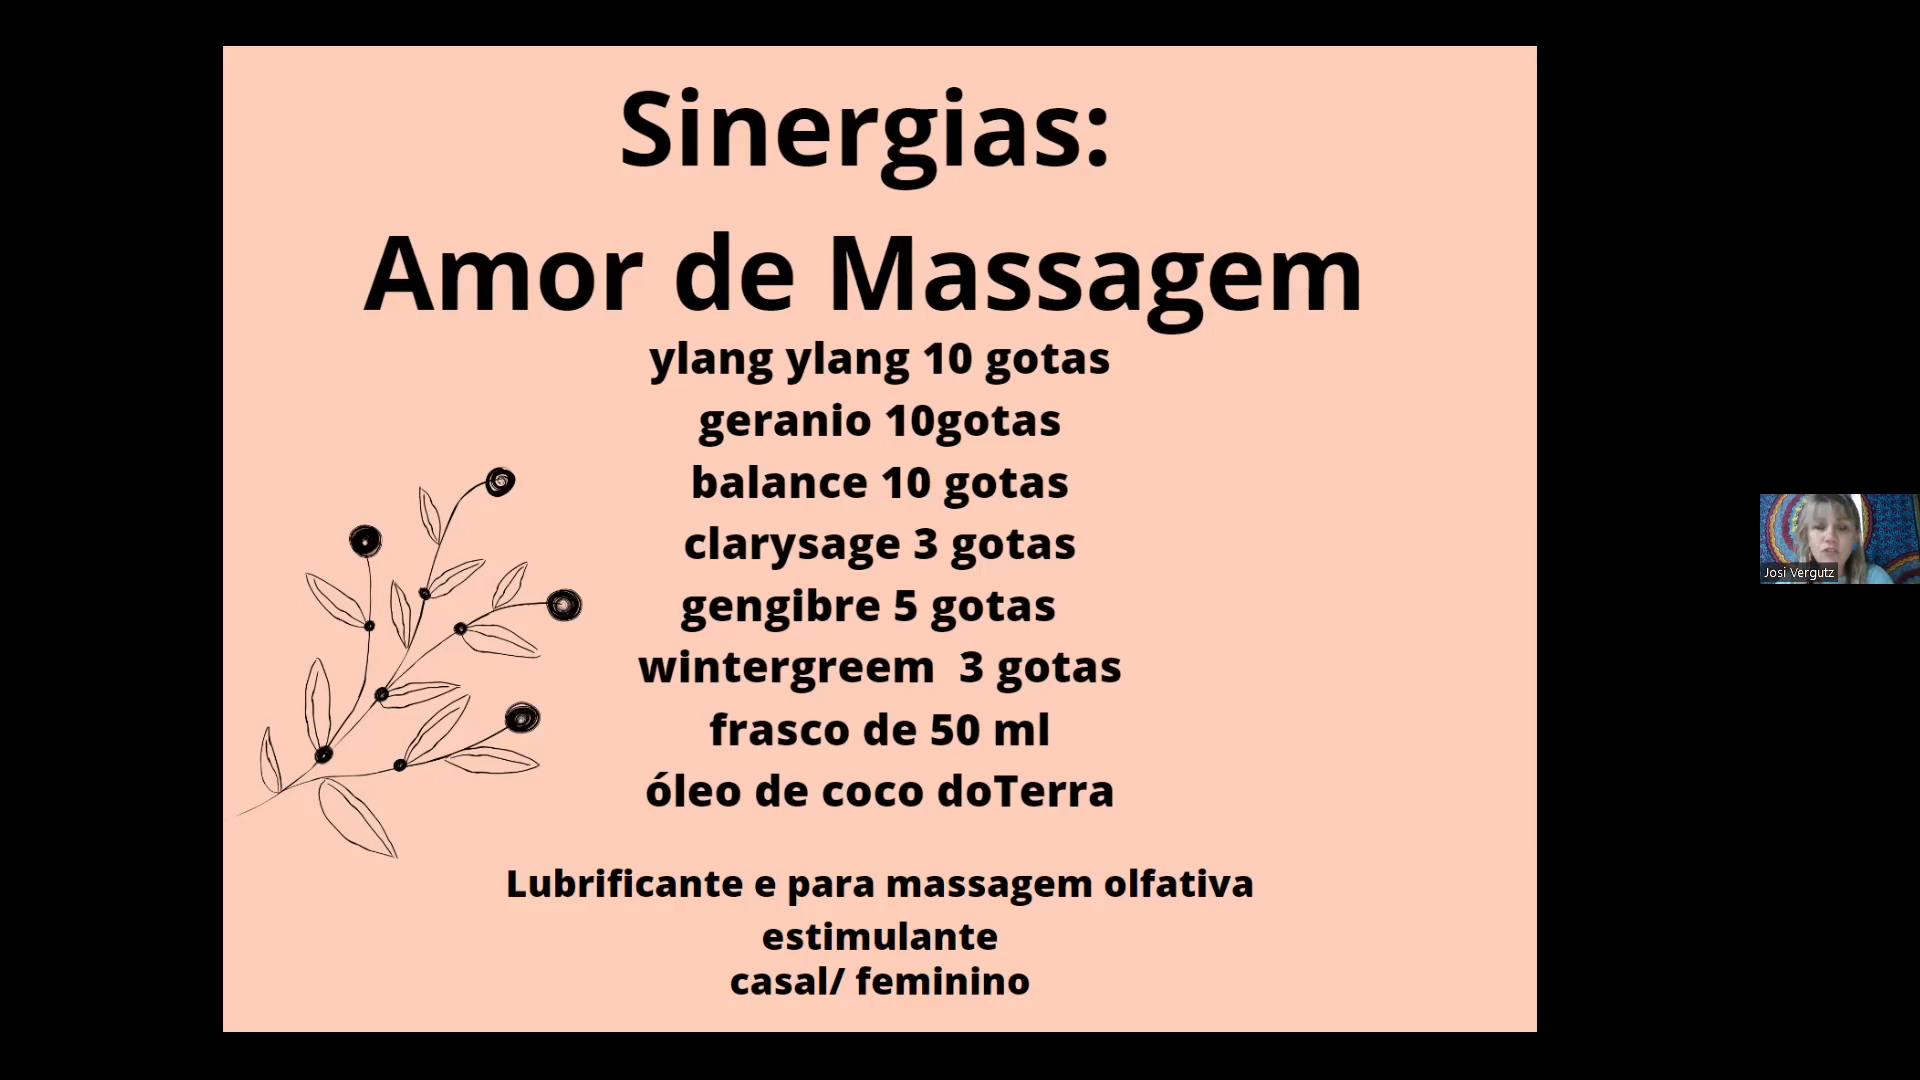 Sinergias:
Amor de Massagem
ylang ylang 10 gotas
geranio 10gotas
balance 10 gotas
clarysage 3 gotas
gengibre 5 gotas
wintergreem  3 gotas
frasco de 50 ml
óleo de coco doTerra
Lubrificante e para massagem olfativa
estimulante
casal/ feminino
Josi Vergutz